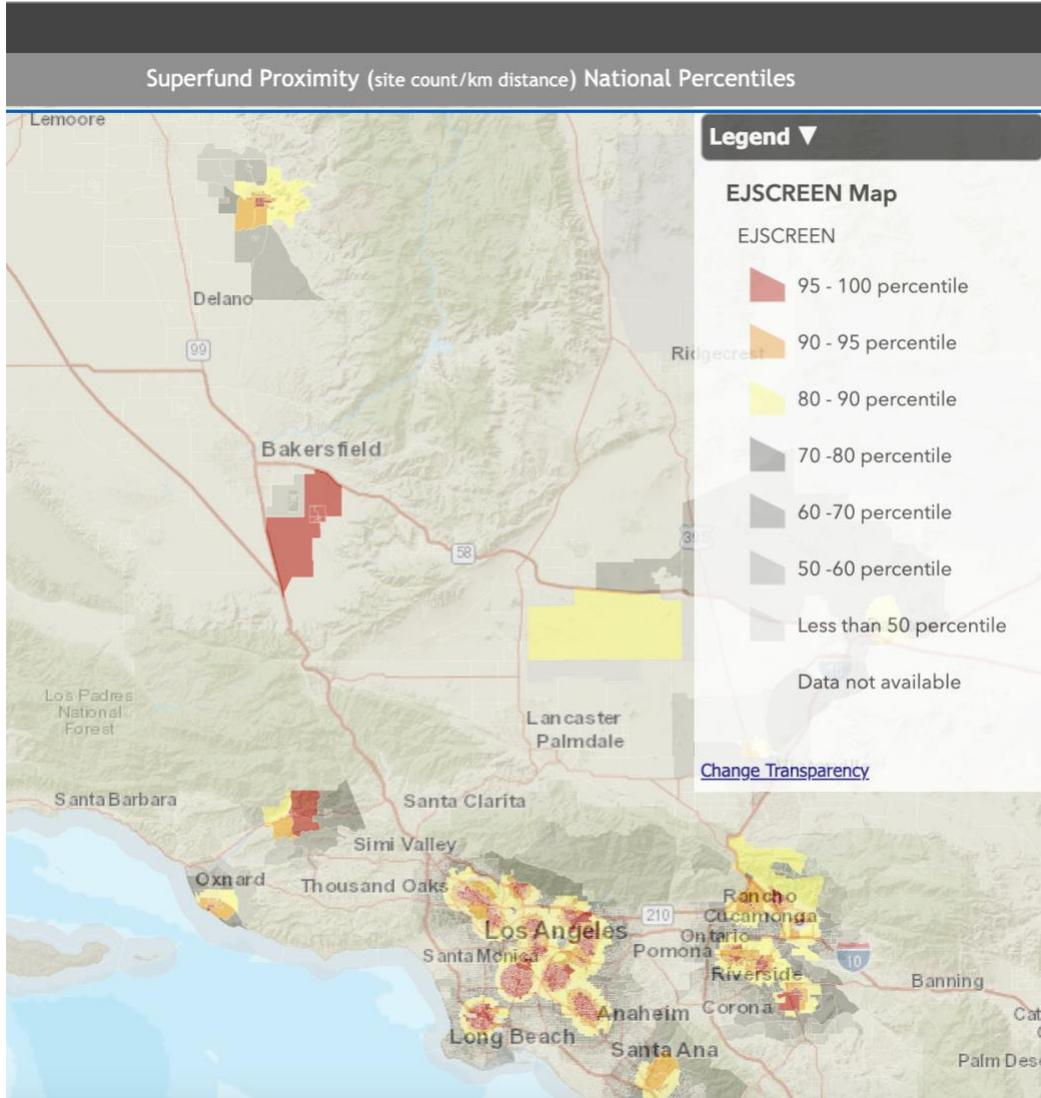 Superfund Proximity (site count/km distance) National Percentiles
Lemoore
Legend ▼
EJSCREEN Map
EJSCREEN
95 - 100 percentile
90 - 95 percentile
80 - 90 percentile
70 -80 percentile
60 -70 percentile
50 -60 percentile
Less than 50 percentile
Data not available
Change Transparency
Delano
99
Ridgecrest
Bakersfield
395
58
Los Padres
National
Forest
Lancaster
Palmdale
Santa Barbara
Santa Clarita
Simi Valley
Oxnard
Thousand Oaks
Rancho
Cucamonga
210
Los Angeles
Ontario
Santa Monica
Pomona
10
Riverside
Banning
Corona
Anaheim
Cat
Long Beach
Santa Ana
Palm Des